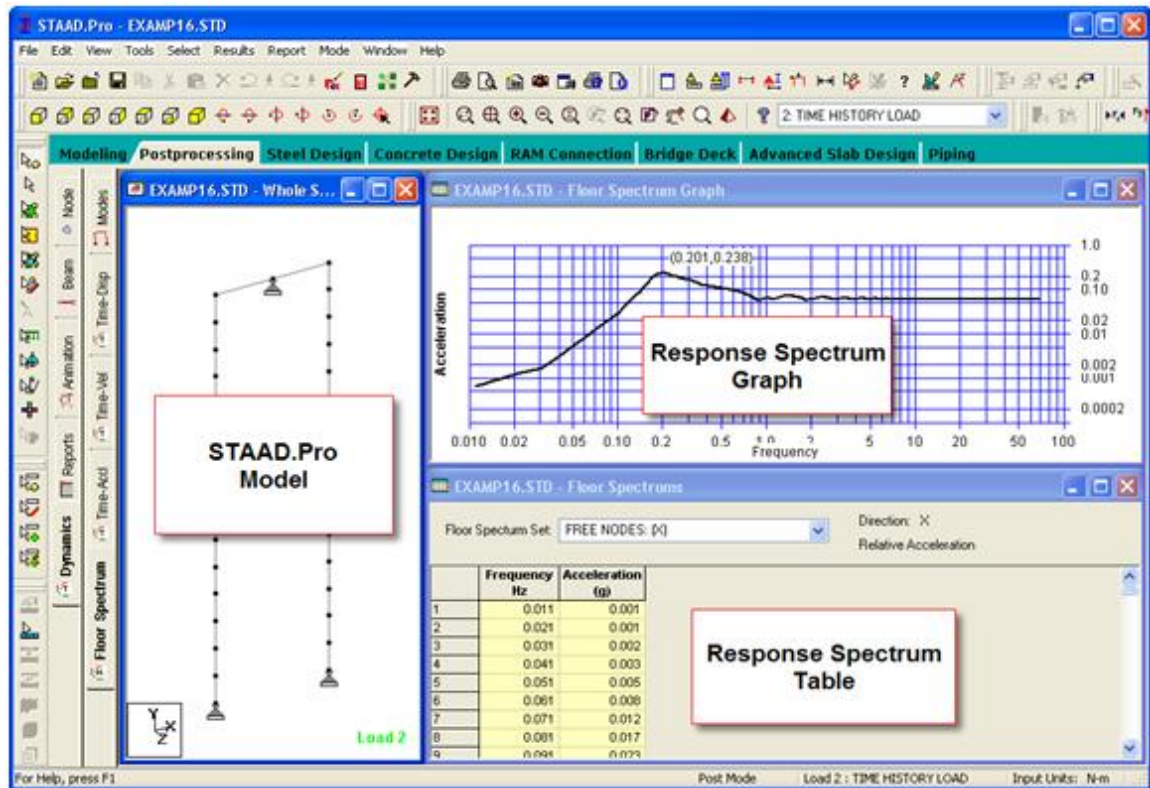 STAAD.Pro - EXAMP16.STD
File Edit View Tools Select Results Report Mode Window Help
2: TIME HISTORY LOAD
Modeling Postprocessing Steel Design Concrete Design RAM Connection Bridge Deck Advanced Slab Design Piping
Node
Beam
Animation
Reports
Dynamics
Modes
Time-Disp
Time-Vel
Time-Accl
Floor Spectrum
EXAMP16.STD - Whole S...
STAAD.Pro
Model
Y
X
Z
Load 2
EXAMP16.STD - Floor Spectrum Graph
(0.201,0.238)
Acceleration
1.0
0.2
0.10
0.02
0.01
0.002
0.001
0.0002
Response Spectrum
Graph
0.010 0.02 0.05 0.10 0.2 0.5 1.0 2 5 10 20 50 100
Frequency
EXAMP16.STD - Floor Spectrums
Floor Spectum Set: FREE NODES: (X)
Direction: X
Relative Acceleration
Frequency Acceleration
Hz (g)
1 0.011 0.001
2 0.021 0.001
3 0.031 0.002
4 0.041 0.003
5 0.051 0.005
6 0.061 0.008
7 0.071 0.012
8 0.081 0.017
9 0.091 0.023
Response Spectrum
Table
For Help, press F1
Post Mode Load 2 : TIME HISTORY LOAD Input Units: N-m